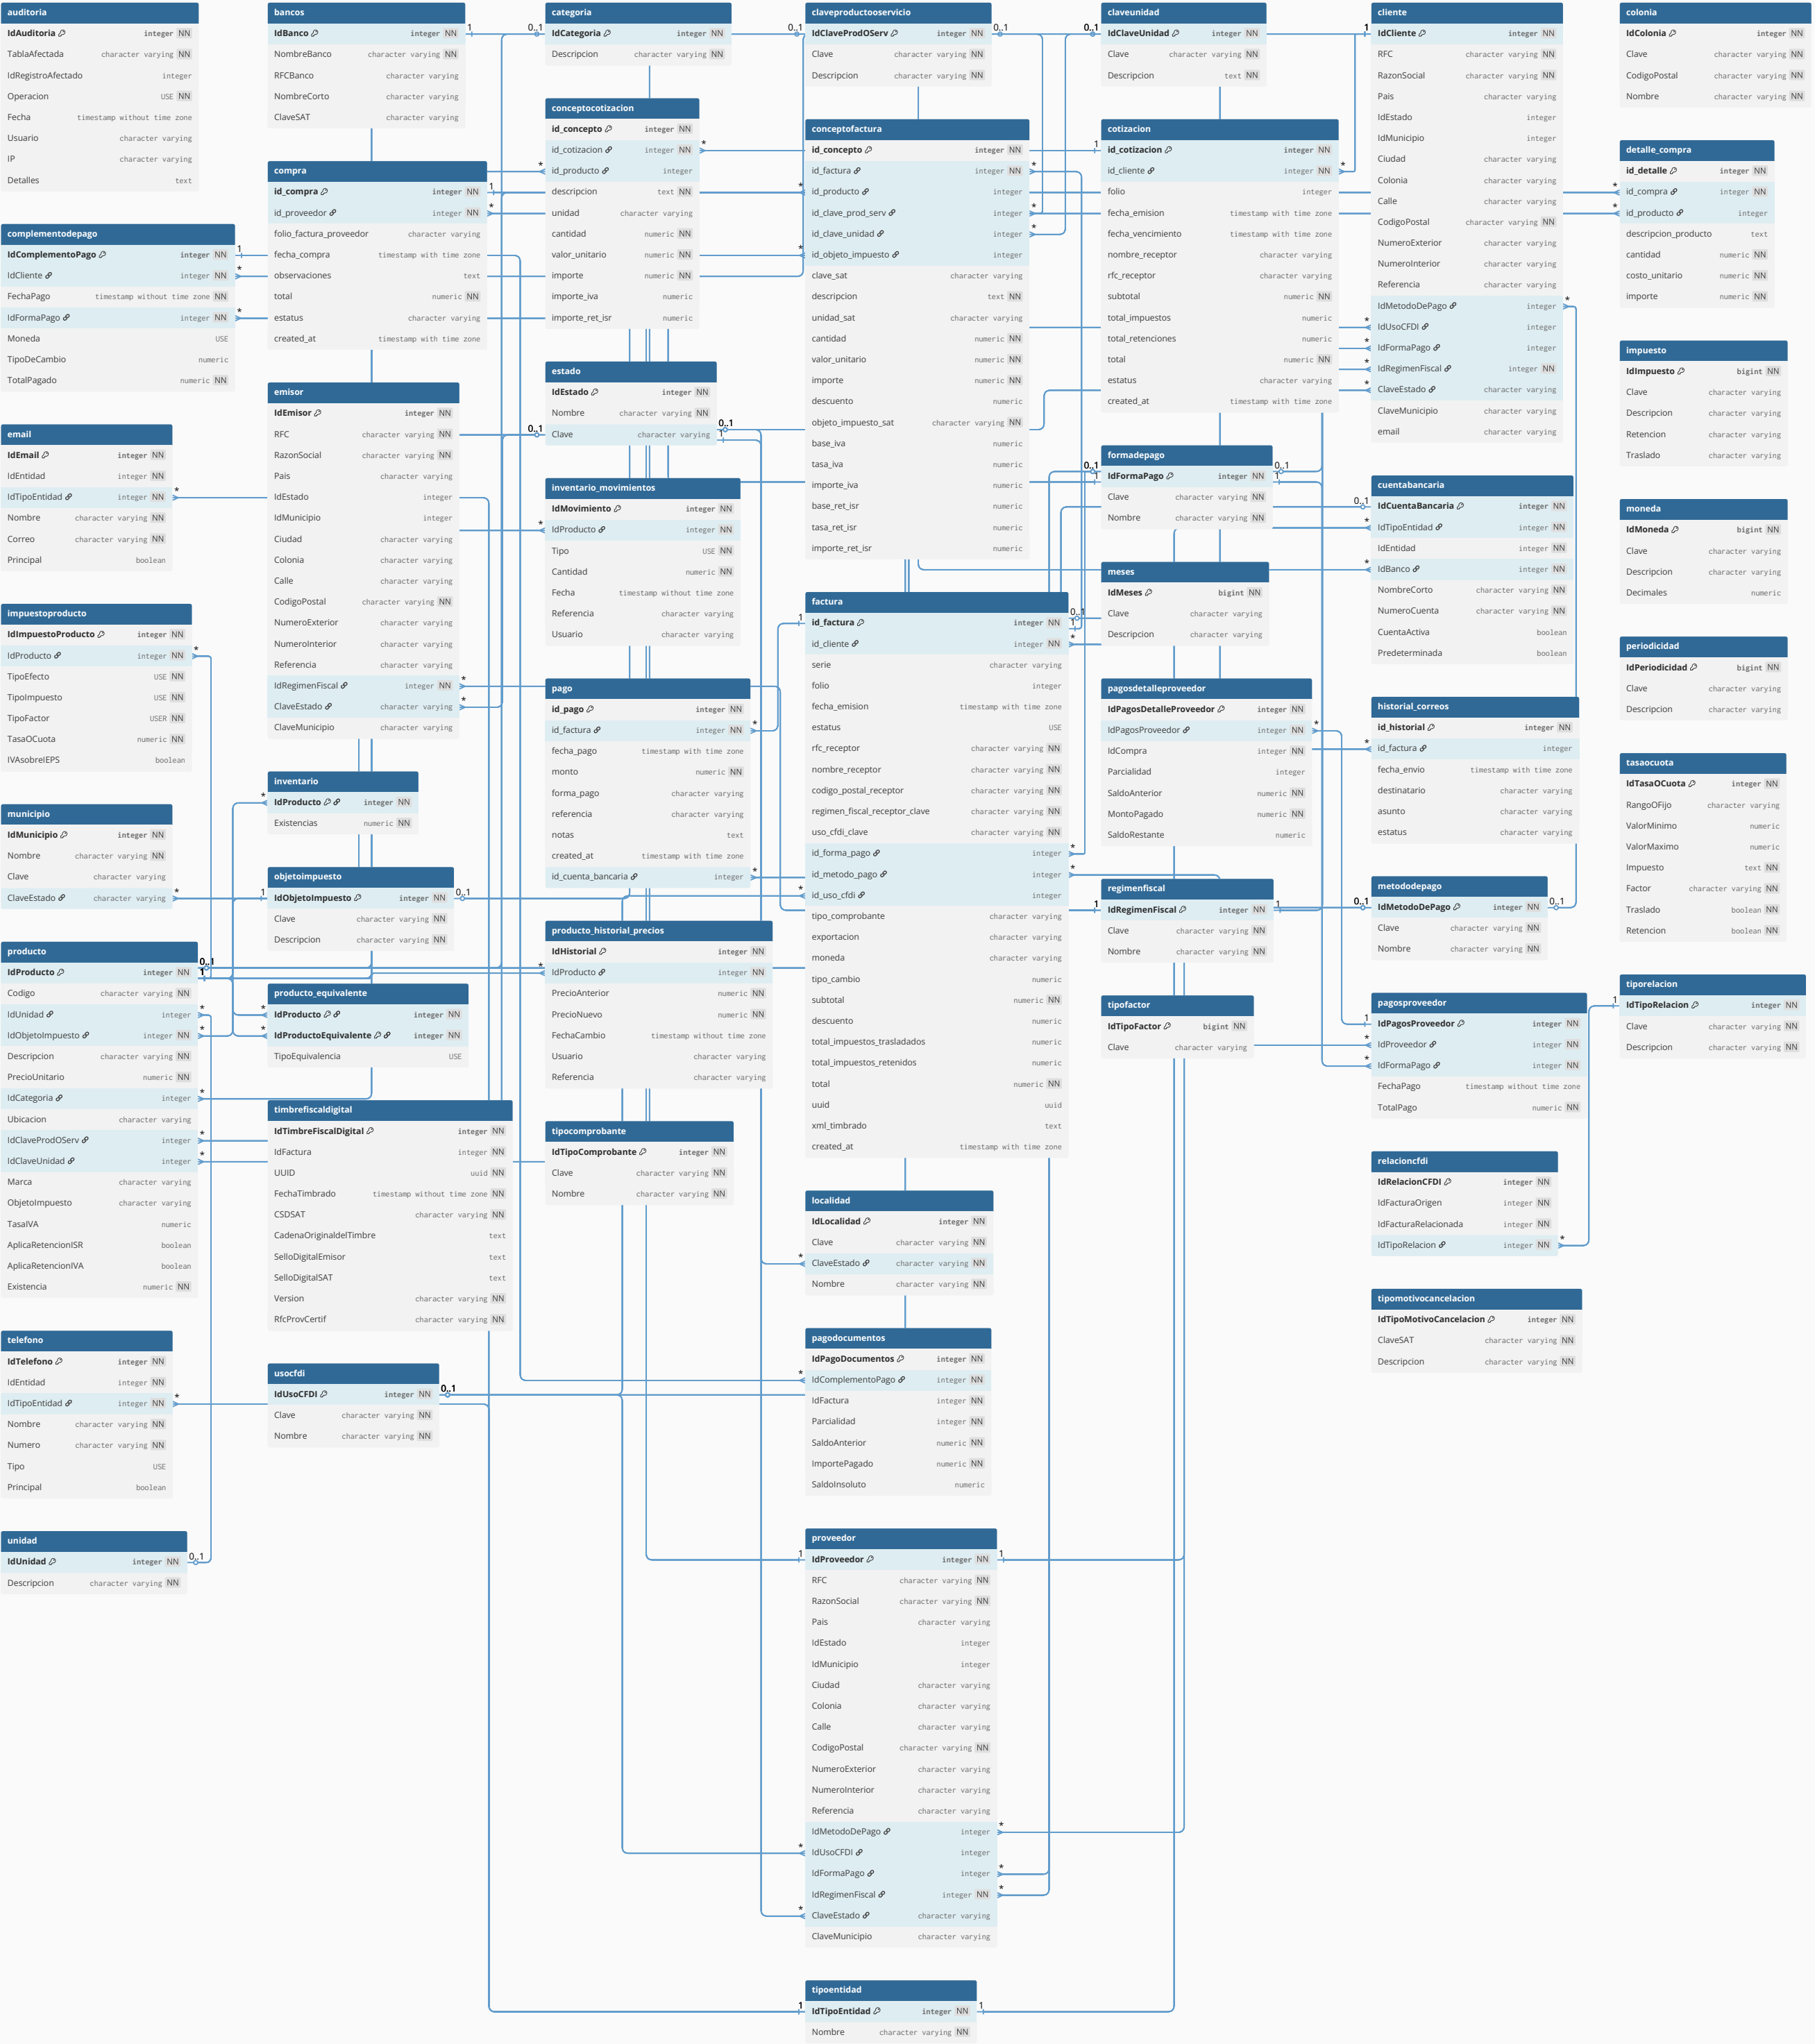 auditoria
IdAuditoria integer NN
TablaAfectada character varying NN
IdRegistroAfectado integer
Operacion USE NN
Fecha timestamp without time zone
Usuario character varying
IP character varying
Detalles text
complementodepago
IdComplementoPago integer NN 1
IdCliente integer NN *
FechaPago timestamp without time zone NN
IdFormaPago integer NN *
Moneda USE
TipoDeCambio numeric
TotalPagado numeric NN
email
IdEmail integer NN
IdEntidad integer NN
IdTipoEntidad integer NN *
Nombre character varying NN
Correo character varying NN
Principal boolean
impuestoproducto
IdImpuestoProducto integer NN
IdProducto integer NN *
TipoEfecto USE NN
TipoImpuesto USE NN
TipoFactor USER NN
TasaOCuota numeric NN
IVAsobreIEPS boolean
municipio
IdMunicipio integer NN
Nombre character varying NN
Clave character varying
ClaveEstado character varying *
producto
IdProducto integer NN 0..1 1
Codigo character varying NN
IdUnidad integer *
IdObjetoImpuesto integer NN *
Descripcion character varying NN
PrecioUnitario numeric NN
IdCategoria integer *
Ubicacion character varying
IdClaveProdOServ integer *
IdClaveUnidad integer *
Marca character varying
ObjetoImpuesto character varying
TasaIVA numeric
AplicaRetencionISR boolean
AplicaRetencionIVA boolean
Existencia numeric NN
telefono
IdTelefono integer NN
IdEntidad integer NN
IdTipoEntidad integer NN *
Nombre character varying NN
Numero character varying NN
Tipo USE
Principal boolean
unidad
IdUnidad integer NN 0..1
Descripcion character varying NN
bancos
IdBanco integer NN 1
NombreBanco character varying NN
RFCBanco character varying
NombreCorto character varying
ClaveSAT character varying
compra
id_compra integer NN 1
id_proveedor integer NN *
folio_factura_proveedor character varying
fecha_compra timestamp with time zone
observaciones text
total numeric NN
estatus character varying
created_at timestamp with time zone
emisor
IdEmisor integer NN
RFC character varying NN
RazonSocial character varying NN
Pais character varying
IdEstado integer
IdMunicipio integer
Ciudad character varying
Colonia character varying
Calle character varying
CodigoPostal character varying NN
NumeroExterior character varying
NumeroInterior character varying
Referencia character varying
IdRegimenFiscal integer NN *
ClaveEstado character varying *
ClaveMunicipio character varying
inventario
* IdProducto integer NN
Existencias numeric NN
objetoimpuesto
1 IdObjetoImpuesto integer NN 0..1
Clave character varying NN
Descripcion character varying NN
producto_equivalente
* IdProducto integer NN
* IdProductoEquivalente integer NN
TipoEquivalencia USE
timbrefiscaldigital
IdTimbreFiscalDigital integer NN
IdFactura integer NN
UUID uuid NN
FechaTimbrado timestamp without time zone NN
CSDSAT character varying NN
CadenaOriginaldelTimbre text
SelloDigitalEmisor text
SelloDigitalSAT text
Version character varying NN
RfcProvCertif character varying NN
usocfdi
IdUsoCFDI integer NN 0..1
Clave character varying NN
Nombre character varying NN
categoria
0..1 IdCategoria integer NN
Descripcion character varying NN
conceptocotizacion
id_concepto integer NN
id_cotizacion integer NN *
* id_producto integer
descripcion text NN
unidad character varying
cantidad numeric NN
valor_unitario numeric NN
importe numeric NN
importe_iva numeric
importe_ret_isr numeric
estado
IdEstado integer NN
Nombre character varying NN
0..1 Clave character varying 0..1 1
inventario_movimientos
IdMovimiento integer NN
* IdProducto integer NN
Tipo USE NN
Cantidad numeric NN
Fecha timestamp without time zone
Referencia character varying
Usuario character varying
pago
id_pago integer NN
id_factura integer NN *
fecha_pago timestamp with time zone
monto numeric NN
forma_pago character varying
referencia character varying
notas text
created_at timestamp with time zone
id_cuenta_bancaria integer *
producto_historial_precios
IdHistorial integer NN
* IdProducto integer NN
PrecioAnterior numeric NN
PrecioNuevo numeric NN
FechaCambio timestamp without time zone
Usuario character varying
Referencia character varying
tipocomprobante
IdTipoComprobante integer NN
Clave character varying NN
Nombre character varying NN
claveproductooservicio
0..1 IdClaveProdOServ integer NN 0..1
Clave character varying NN
Descripcion character varying NN
conceptofactura
id_concepto integer NN
id_factura integer NN *
* id_producto integer
id_clave_prod_serv integer *
id_clave_unidad integer *
* id_objeto_impuesto integer
clave_sat character varying
descripcion text NN
unidad_sat character varying
cantidad numeric NN
valor_unitario numeric NN
importe numeric NN
descuento numeric
objeto_impuesto_sat character varying NN
base_iva numeric
tasa_iva numeric
importe_iva numeric
base_ret_isr numeric
tasa_ret_isr numeric
importe_ret_isr numeric
factura
1 id_factura integer NN 0..1 1
id_cliente integer NN *
serie character varying
folio integer
fecha_emision timestamp with time zone
estatus USE
rfc_receptor character varying NN
nombre_receptor character varying NN
codigo_postal_receptor character varying NN
regimen_fiscal_receptor_clave character varying NN
uso_cfdi_clave character varying NN
id_forma_pago integer *
id_metodo_pago integer *
* id_uso_cfdi integer
tipo_comprobante character varying
exportacion character varying
moneda character varying
tipo_cambio numeric
subtotal numeric NN
descuento numeric
total_impuestos_trasladados numeric
total_impuestos_retenidos numeric
total numeric NN
uuid uuid
xml_timbrado text
created_at timestamp with time zone
localidad
IdLocalidad integer NN
Clave character varying NN
* ClaveEstado character varying NN
Nombre character varying NN
pagodocumentos
IdPagoDocumentos integer NN
* IdComplementoPago integer NN
IdFactura integer NN
Parcialidad integer NN
SaldoAnterior numeric NN
ImportePagado numeric NN
SaldoInsoluto numeric
proveedor
1 IdProveedor integer NN 1
RFC character varying NN
RazonSocial character varying NN
Pais character varying
IdEstado integer
IdMunicipio integer
Ciudad character varying
Colonia character varying
Calle character varying
CodigoPostal character varying NN
NumeroExterior character varying
NumeroInterior character varying
Referencia character varying
IdMetodoDePago integer *
* IdUsoCFDI integer
IdFormaPago integer *
IdRegimenFiscal integer NN *
* ClaveEstado character varying
ClaveMunicipio character varying
tipoentidad
1 IdTipoEntidad integer NN 1
Nombre character varying NN
claveunidad
0..1 IdClaveUnidad integer NN
Clave character varying NN
Descripcion text NN
cotizacion
1 id_cotizacion integer NN
id_cliente integer NN *
folio integer
fecha_emision timestamp with time zone
fecha_vencimiento timestamp with time zone
nombre_receptor character varying
rfc_receptor character varying
subtotal numeric NN
total_impuestos numeric
total_retenciones numeric
total numeric NN
estatus character varying
created_at timestamp with time zone
formadepago
0..1 1 IdFormaPago integer NN 0..1 1
Clave character varying NN
Nombre character varying NN
meses
IdMeses bigint NN
Clave character varying
Descripcion character varying
pagosdetalleproveedor
IdPagosDetalleProveedor integer NN
IdPagosProveedor integer NN *
IdCompra integer NN
Parcialidad integer
SaldoAnterior numeric NN
MontoPagado numeric NN
SaldoRestante numeric
regimenfiscal
1 IdRegimenFiscal integer NN 1
Clave character varying NN
Nombre character varying NN
tipofactor
IdTipoFactor bigint NN
Clave character varying
cliente
1 IdCliente integer NN
RFC character varying NN
RazonSocial character varying NN
Pais character varying
IdEstado integer
IdMunicipio integer
Ciudad character varying
Colonia character varying
Calle character varying
CodigoPostal character varying NN
NumeroExterior character varying
NumeroInterior character varying
Referencia character varying
IdMetodoDePago integer *
* IdUsoCFDI integer
* IdFormaPago integer
* IdRegimenFiscal integer NN
* ClaveEstado character varying
ClaveMunicipio character varying
email character varying
cuentabancaria
0..1 IdCuentaBancaria integer NN
* IdTipoEntidad integer NN
IdEntidad integer NN
* IdBanco integer NN
NombreCorto character varying
NumeroCuenta character varying NN
CuentaActiva boolean
Predeterminada boolean
historial_correos
id_historial integer NN
* id_factura integer
fecha_envio timestamp with time zone
destinatario character varying
asunto character varying
estatus character varying
metododepago
0..1 IdMetodoDePago integer NN 0..1
Clave character varying NN
Nombre character varying NN
pagosproveedor
1 IdPagosProveedor integer NN
* IdProveedor integer NN
* IdFormaPago integer NN
FechaPago timestamp without time zone
TotalPago numeric NN
relacioncfdi
IdRelacionCFDI integer NN
IdFacturaOrigen integer NN
IdFacturaRelacionada integer NN
IdTipoRelacion integer NN *
tipomotivocancelacion
IdTipoMotivoCancelacion integer NN
ClaveSAT character varying NN
Descripcion character varying NN
colonia
IdColonia integer NN
Clave character varying NN
CodigoPostal character varying NN
Nombre character varying NN
detalle_compra
id_detalle integer NN
* id_compra integer NN
* id_producto integer
descripcion_producto text
cantidad numeric NN
costo_unitario numeric NN
importe numeric NN
impuesto
IdImpuesto bigint NN
Clave character varying
Descripcion character varying
Retencion character varying
Traslado character varying
moneda
IdMoneda bigint NN
Clave character varying
Descripcion character varying
Decimales numeric
periodicidad
IdPeriodicidad bigint NN
Clave character varying
Descripcion character varying
tasaocuota
IdTasaOCuota integer NN
RangoOFijo character varying
ValorMinimo numeric
ValorMaximo numeric
Impuesto text NN
Factor character varying NN
Traslado boolean NN
Retencion boolean NN
tiporelacion
1 IdTipoRelacion integer NN
Clave character varying NN
Descripcion character varying NN